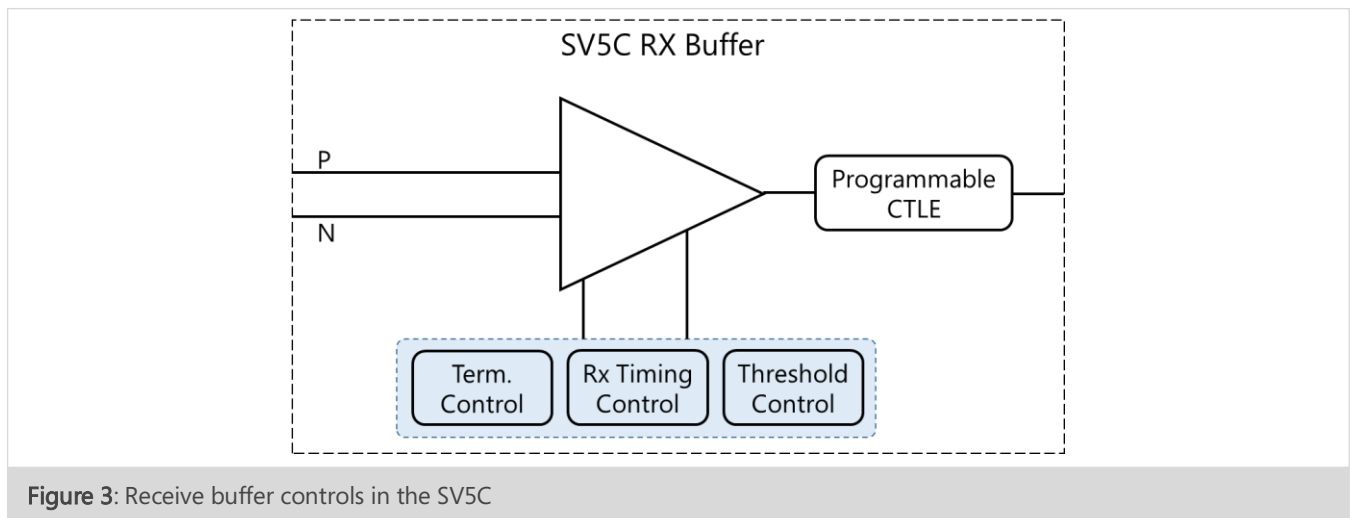 SV5C RX Buffer
P
N
Programmable
CTLE
Term.
Control
Rx Timing
Control
Threshold
Control
Figure 3: Receive buffer controls in the SV5C